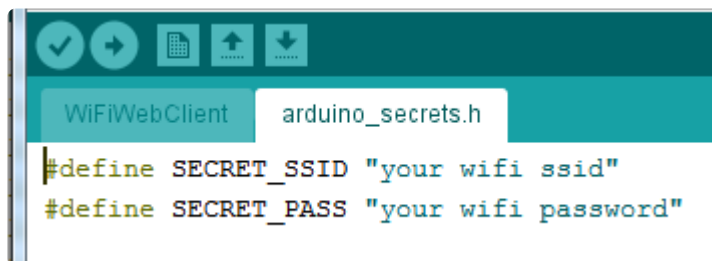 WiFiWebClient arduino_secrets.h
#define SECRET_SSID "your wifi ssid"
#define SECRET_PASS "your wifi password"